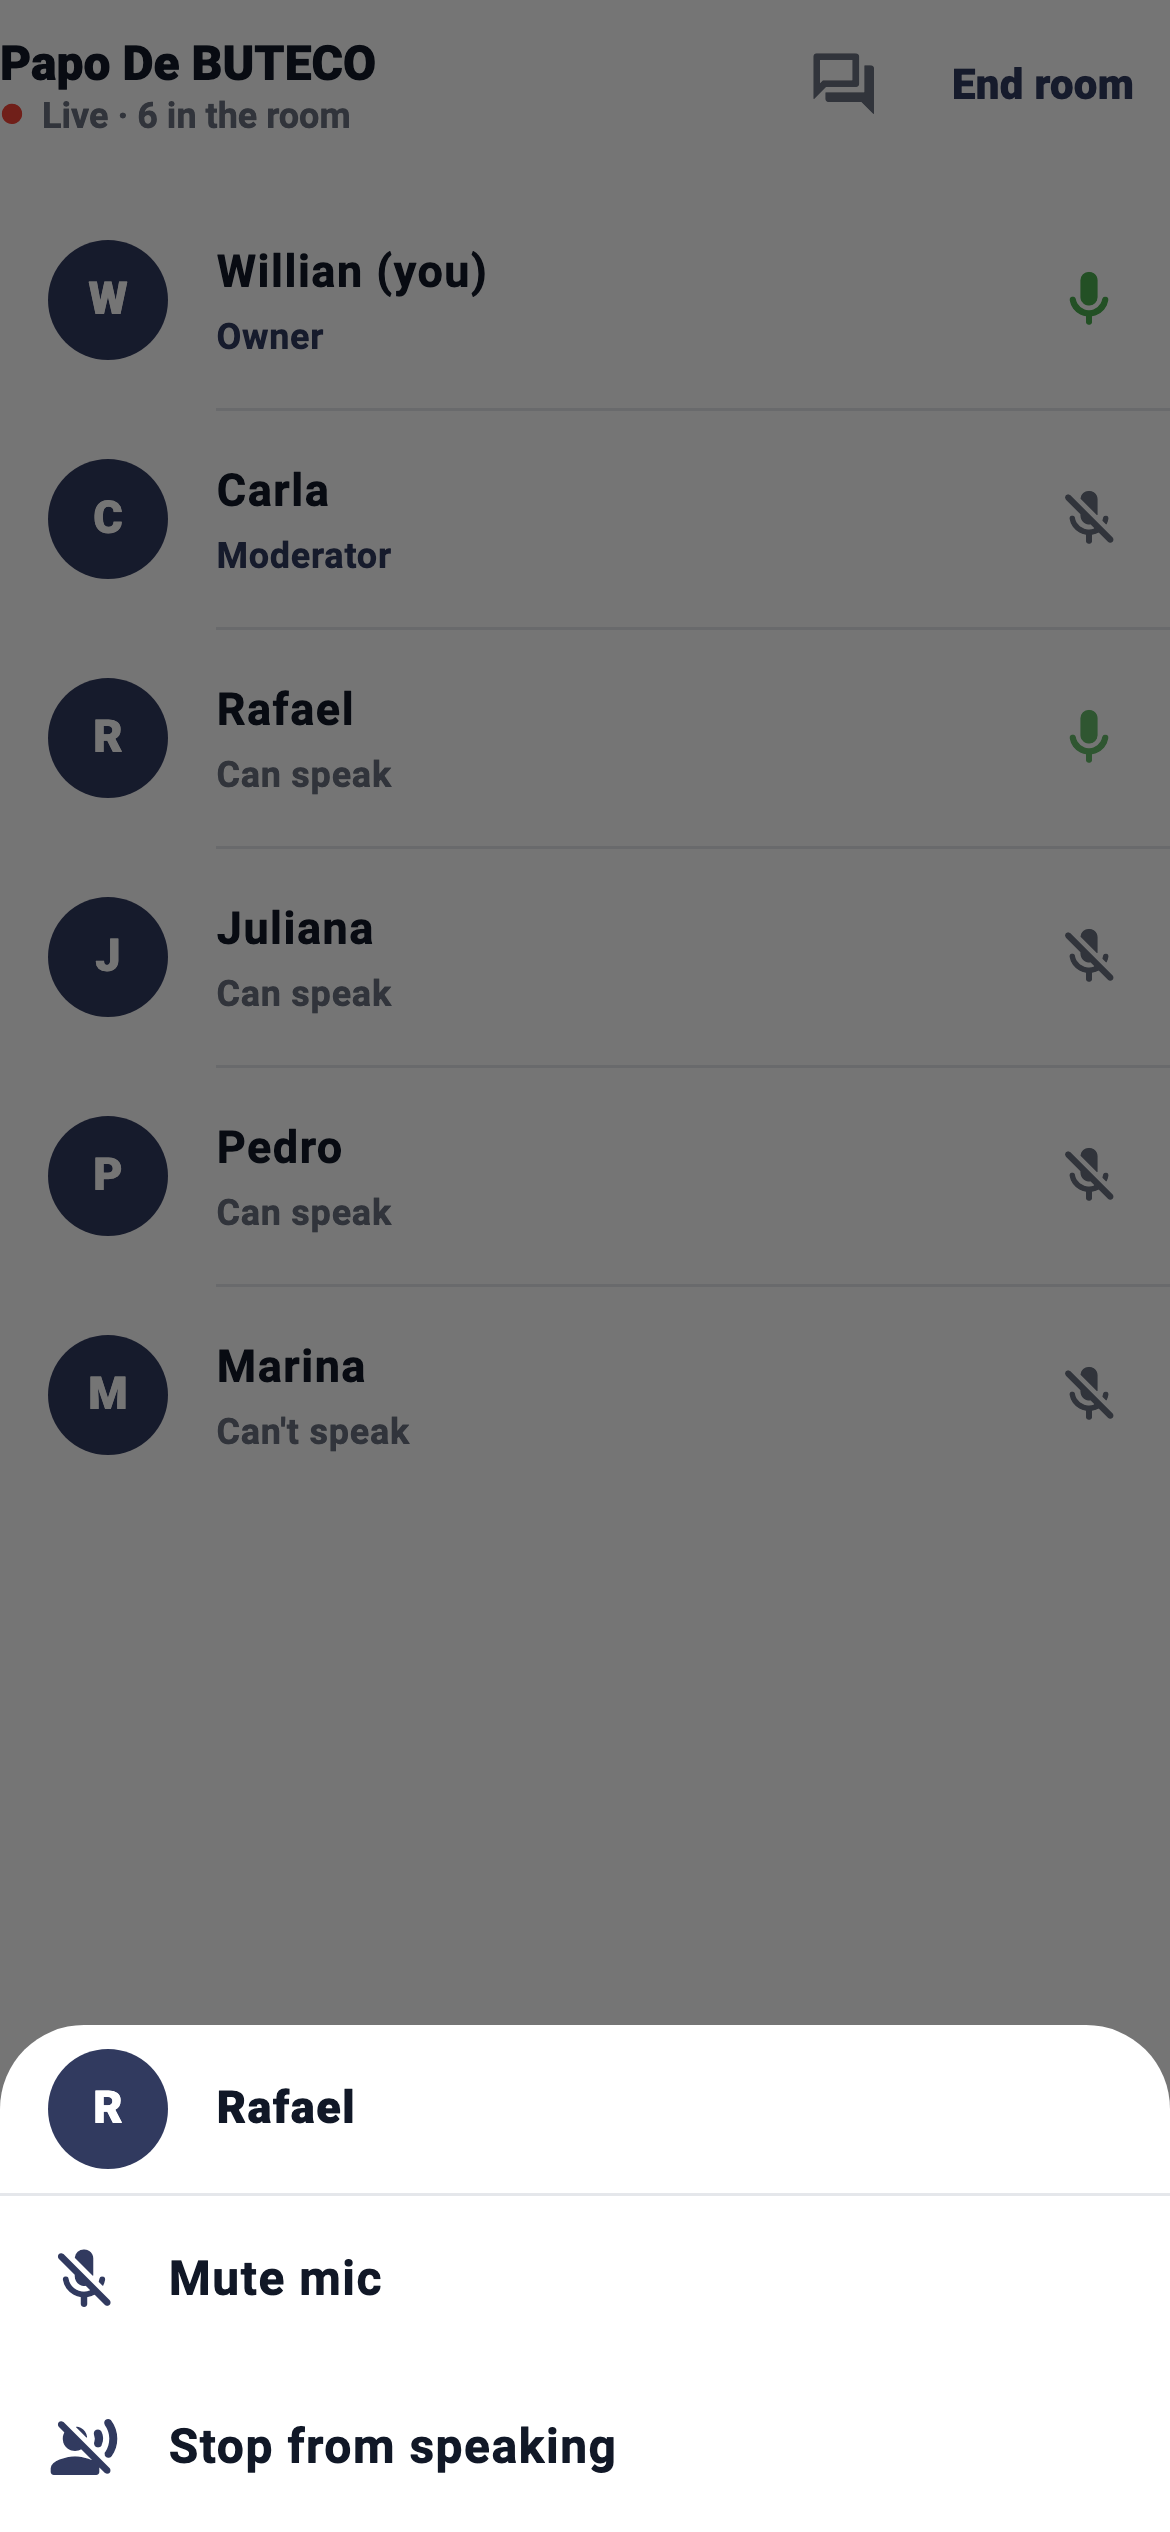 Papo De BUTECO
Live · 6 in the room
End room
W
Willian (you)
Owner
C
Carla
Moderator
R
Rafael
Can speak
J
Juliana
Can speak
P
Pedro
Can speak
M
Marina
Can't speak
R
Rafael
Mute mic
Stop from speaking